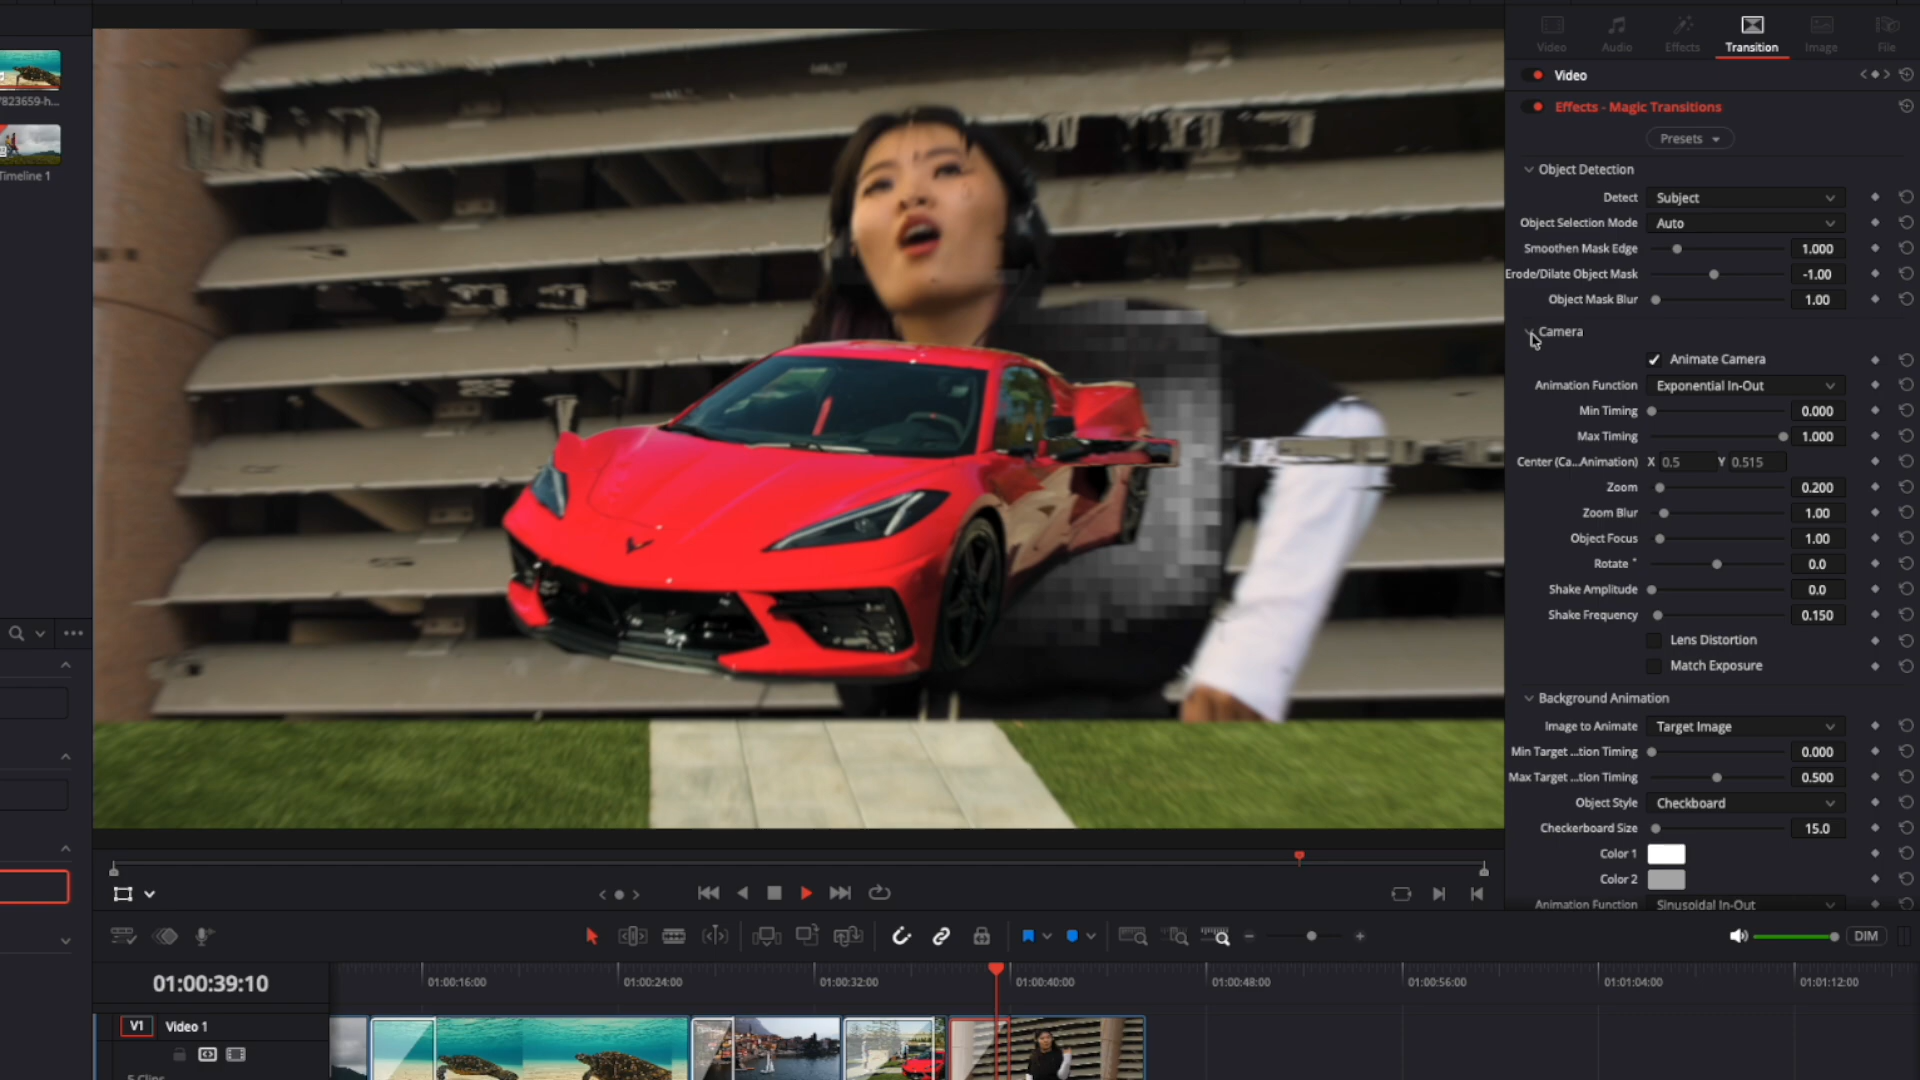 Video
Audio
Effects
Transition
Image
File
Video
Effects - Magic Transitions
Presets
Object Detection
Detect Subject
Object Selection Mode Auto
Smoothen Mask Edge 1.000
Erode/Dilate Object Mask -1.00
Object Mask Blur 1.00
Camera
Animate Camera
Animation Function Exponential In-Out
Min Timing 0.000
Max Timing 1.000
Center (Ca...Animation) X 0.5 Y 0.515
Zoom 0.200
Zoom Blur 1.00
Object Focus 1.00
Rotate ° 0.0
Shake Amplitude 0.0
Shake Frequency 0.150
Lens Distortion
Match Exposure
Background Animation
Image to Animate Target Image
Min Target ...tion Timing 0.000
Max Target ...tion Timing 0.500
Object Style Checkboard
Checkerboard Size 15.0
Color 1
Color 2
Animation Function Sinusoidal In-Out
7823659-h...
Timeline 1
DIM
01:00:39:10
01:00:16:00
01:00:24:00
01:00:32:00
01:00:40:00
01:00:48:00
01:00:56:00
01:01:04:00
01:01:12:00
V1 Video 1
5 Clips